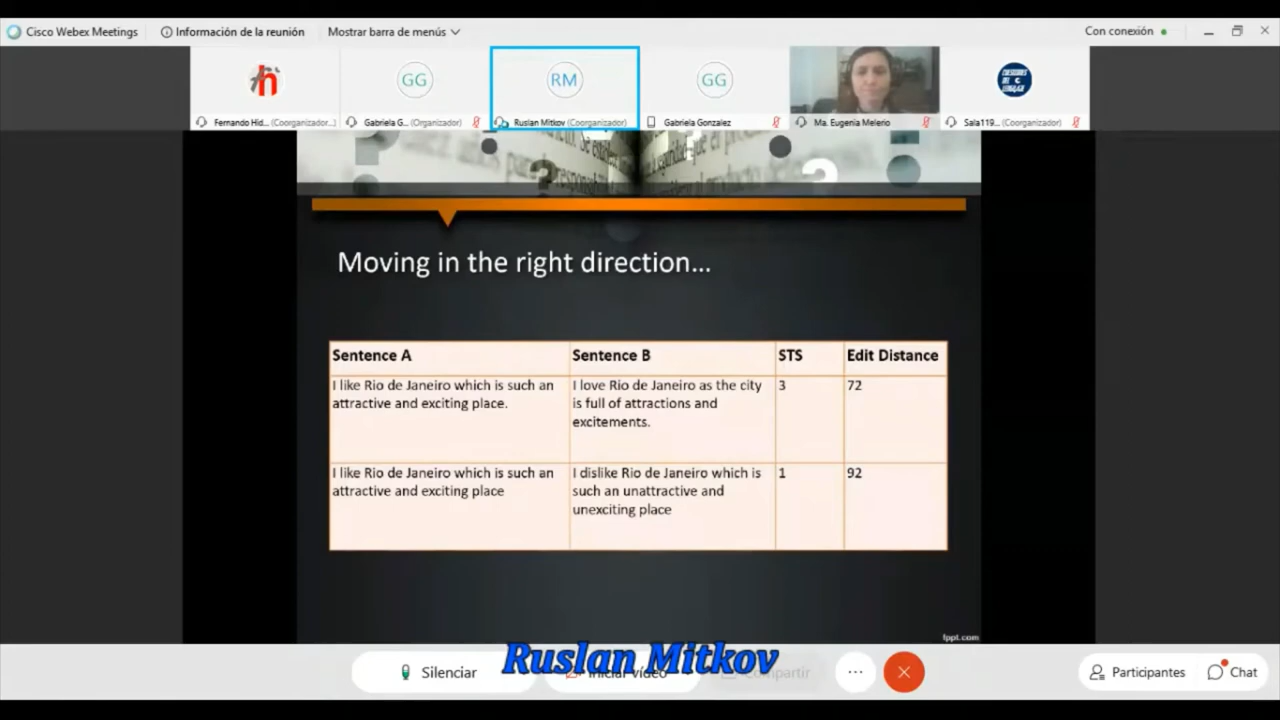 Cisco Webex Meetings
Información de la reunión
Mostrar barra de menús
Con conexión
GG
RM
GG
Fernando Hid... (Coorganizador...)
Gabriela G... (Organizador)
Ruslan Mitkov (Coorganizador)
Gabriela Gonzalez
Ma. Eugenia Melerio
Sala119... (Coorganizador)
Moving in the right direction...
Sentence A
Sentence B
STS
Edit Distance
I like Rio de Janeiro which is such an
attractive and exciting place.
I love Rio de Janeiro as the city
is full of attractions and
excitements.
3
72
I like Rio de Janeiro which is such an
attractive and exciting place
I dislike Rio de Janeiro which is
such an unattractive and
unexciting place
1
92
fppt.com
Ruslan Mitkov
Silenciar
Iniciar vídeo
Compartir
Participantes
Chat